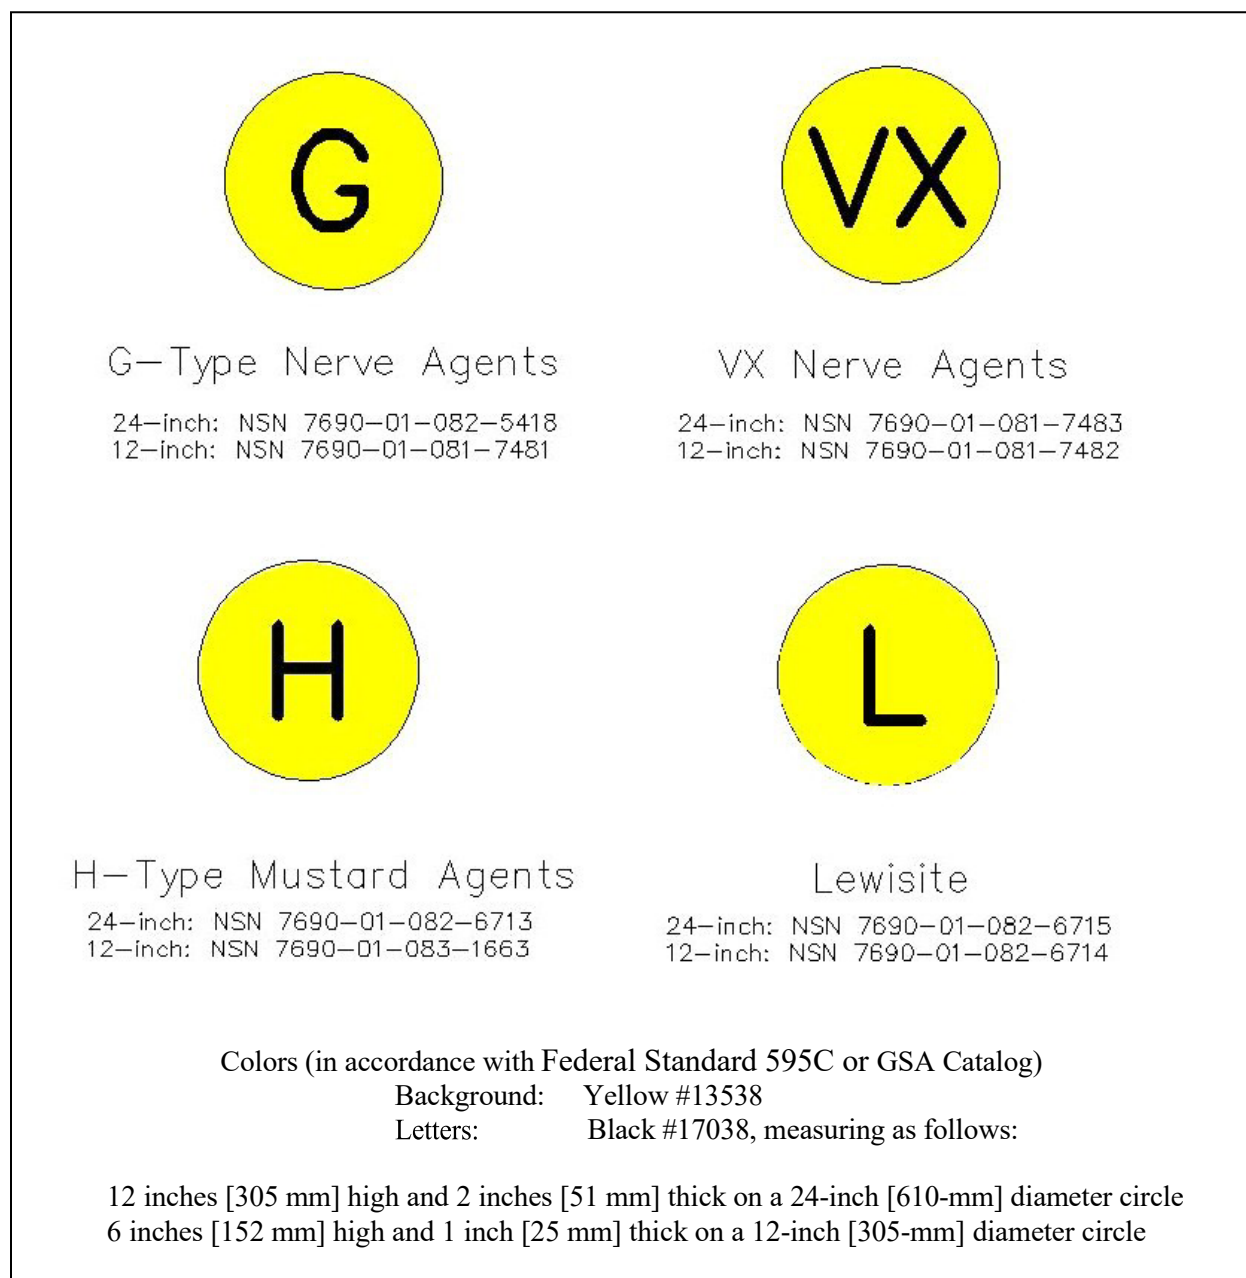 G
VX
G-Type Nerve Agents
24-inch: NSN 7690-01-082-5418
12-inch: NSN 7690-01-081-7481
VX Nerve Agents
24-inch: NSN 7690-01-081-7483
12-inch: NSN 7690-01-081-7482
H
L
H-Type Mustard Agents
24-inch: NSN 7690-01-082-6713
12-inch: NSN 7690-01-083-1663
Lewisite
24-inch: NSN 7690-01-082-6715
12-inch: NSN 7690-01-082-6714
Colors (in accordance with Federal Standard 595C or GSA Catalog)
Background: Yellow #13538
Letters: Black #17038, measuring as follows:
12 inches [305 mm] high and 2 inches [51 mm] thick on a 24-inch [610-mm] diameter circle
6 inches [152 mm] high and 1 inch [25 mm] thick on a 12-inch [305-mm] diameter circle